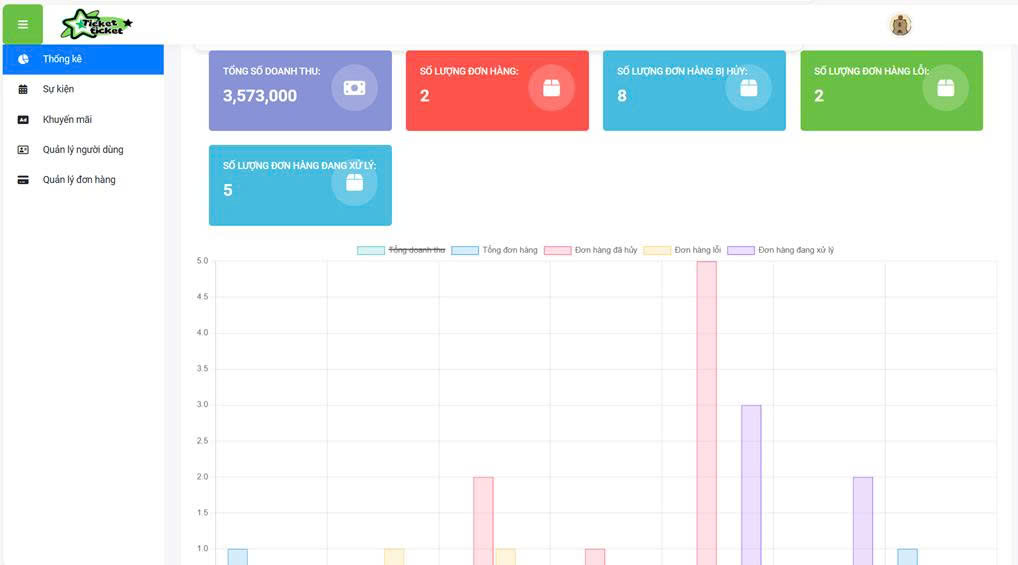 Ticket
ticket
Thống kê
Sự kiện
Khuyến mãi
Quản lý người dùng
Quản lý đơn hàng
TỔNG SỐ DOANH THU:
3,573,000
SỐ LƯỢNG ĐƠN HÀNG:
2
SỐ LƯỢNG ĐƠN HÀNG BỊ HỦY:
8
SỐ LƯỢNG ĐƠN HÀNG LỖI:
2
SỐ LƯỢNG ĐƠN HÀNG ĐANG XỬ LÝ:
5
Tổng doanh thu Tổng đơn hàng Đơn hàng đã hủy Đơn hàng lỗi Đơn hàng đang xử lý
5.0
4.5
4.0
3.5
3.0
2.5
2.0
1.5
1.0